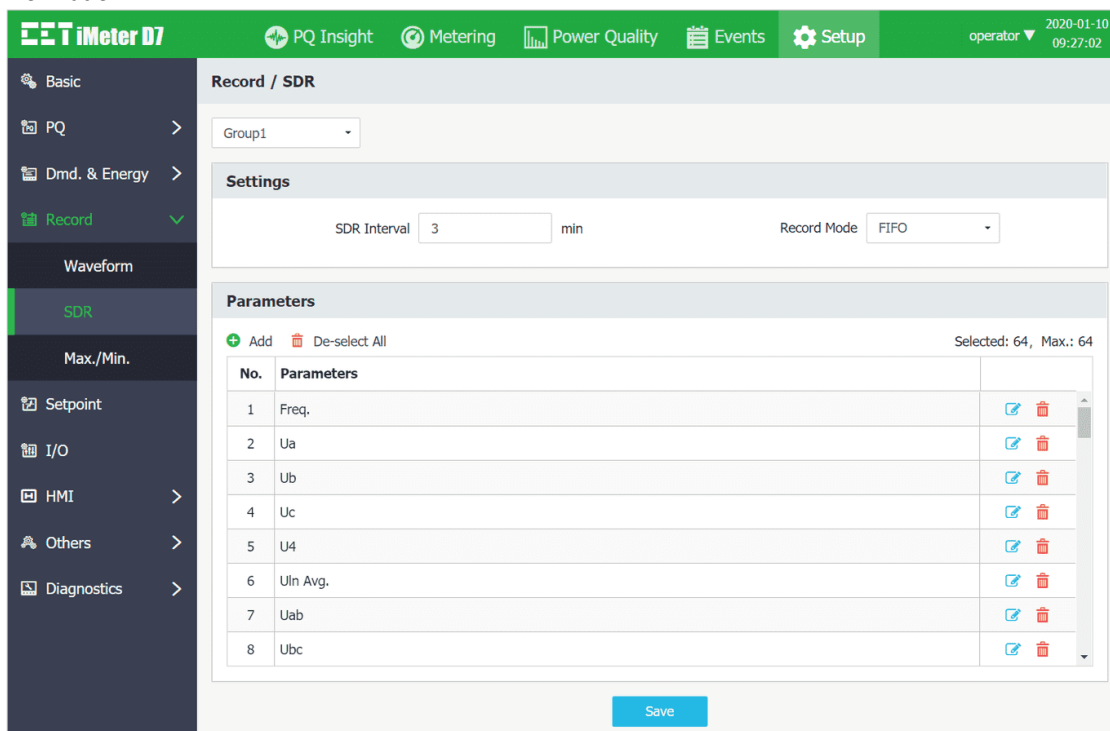 CET iMeter D7
PQ Insight Metering Power Quality Events Setup
operator 2020-01-10
09:27:02
Basic
PQ
Dmd. & Energy
Record
Waveform
SDR
Max./Min.
Setpoint
I/O
HMI
Others
Diagnostics
Record / SDR
Group1
Settings
SDR Interval 3 min Record Mode FIFO
Parameters
Add De-select All Selected: 64, Max.: 64
No. Parameters
1 Freq.
2 Ua
3 Ub
4 Uc
5 U4
6 Uln Avg.
7 Uab
8 Ubc
Save